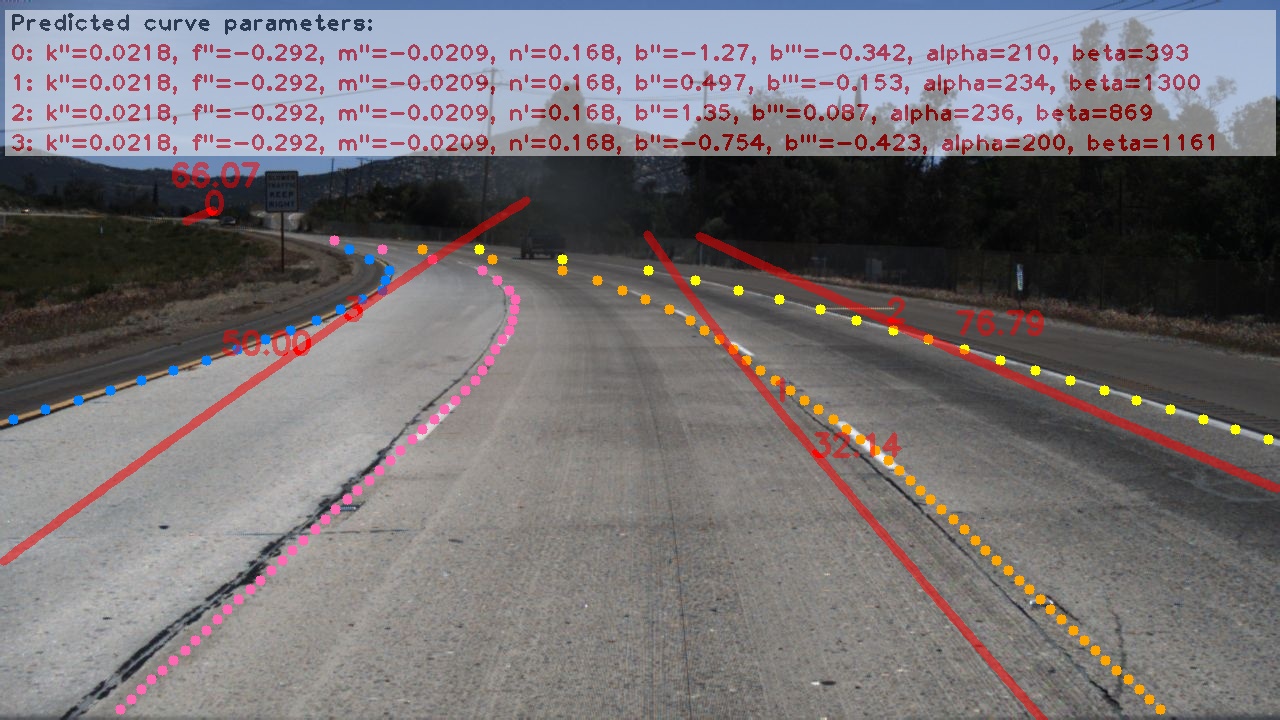 Predicted curve parameters:
0: k''=0.0218, f''=-0.292, m''=-0.0209, n'=0.168, b''=-1.27, b'''=-0.342, alpha=210, beta=393
1: k''=0.0218, f''=-0.292, m''=-0.0209, n'=0.168, b''=0.497, b'''=-0.153, alpha=234, beta=1300
2: k''=0.0218, f''=-0.292, m''=-0.0209, n'=0.168, b''=1.35, b'''=0.087, alpha=236, beta=869
3: k''=0.0218, f''=-0.292, m''=-0.0209, n'=0.168, b''=-0.754, b'''=-0.423, alpha=200, beta=1161
66.07
0
SLOWER
TRAFFIC
KEEP
RIGHT
3
50.00
2
76.79
1
32.14